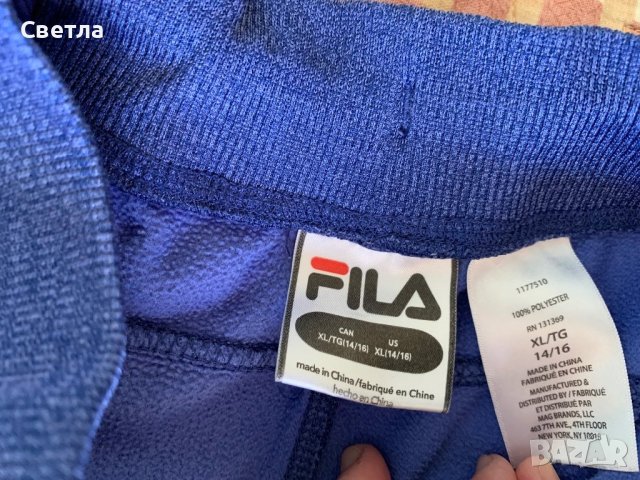 Светла
FILA
CAN US
XL/TG(14/16) XL(14/16)
made in China/fabriqué en Chine
hecho en China
1177510
100% POLYESTER
RN 131369
XL/TG
14/16
MADE IN CHINA
FABRIQUÉ EN CHINE
MANUFACTURED &
DISTRIBUTED BY / FABRIQUÉ
ET DISTRIBUÉ PAR
MAG BRANDS, LLC
463 7TH AVE., 4TH FLOOR
NEW YORK, NY 10018
BAZAR